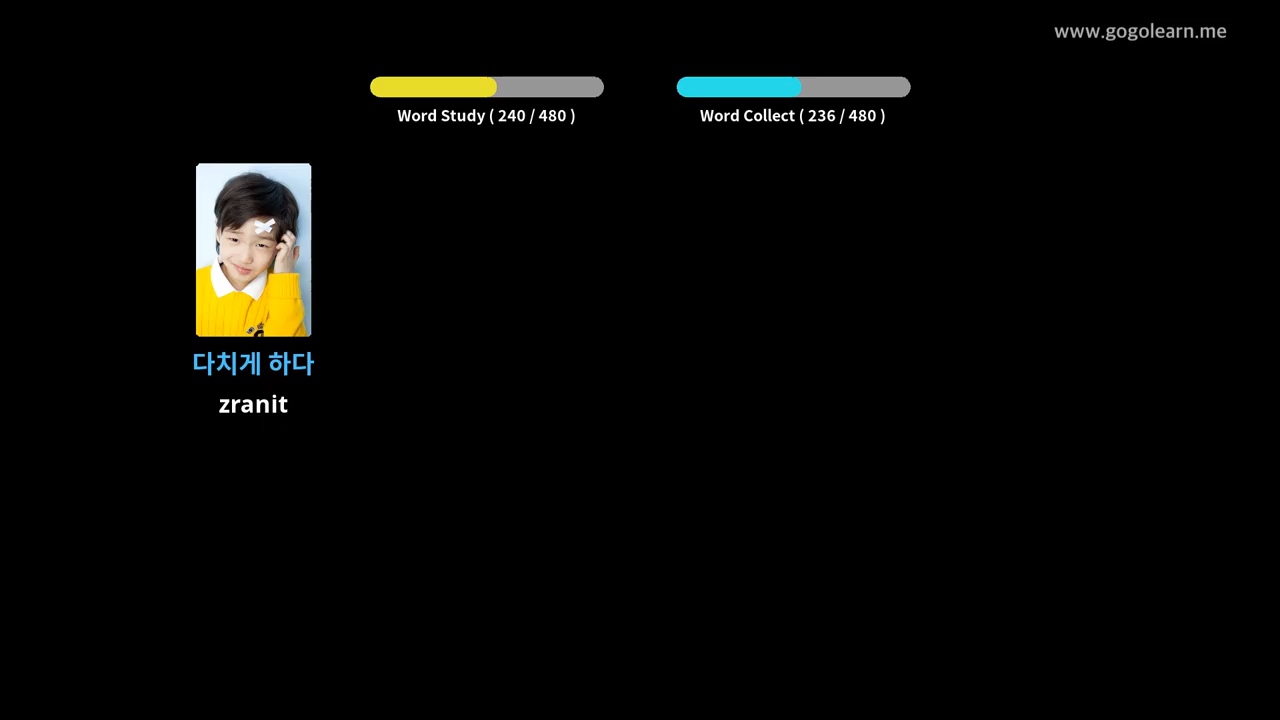 www.gogolearn.me
Word Study ( 240 / 480 )
Word Collect ( 236 / 480 )
다치게 하다
zranit